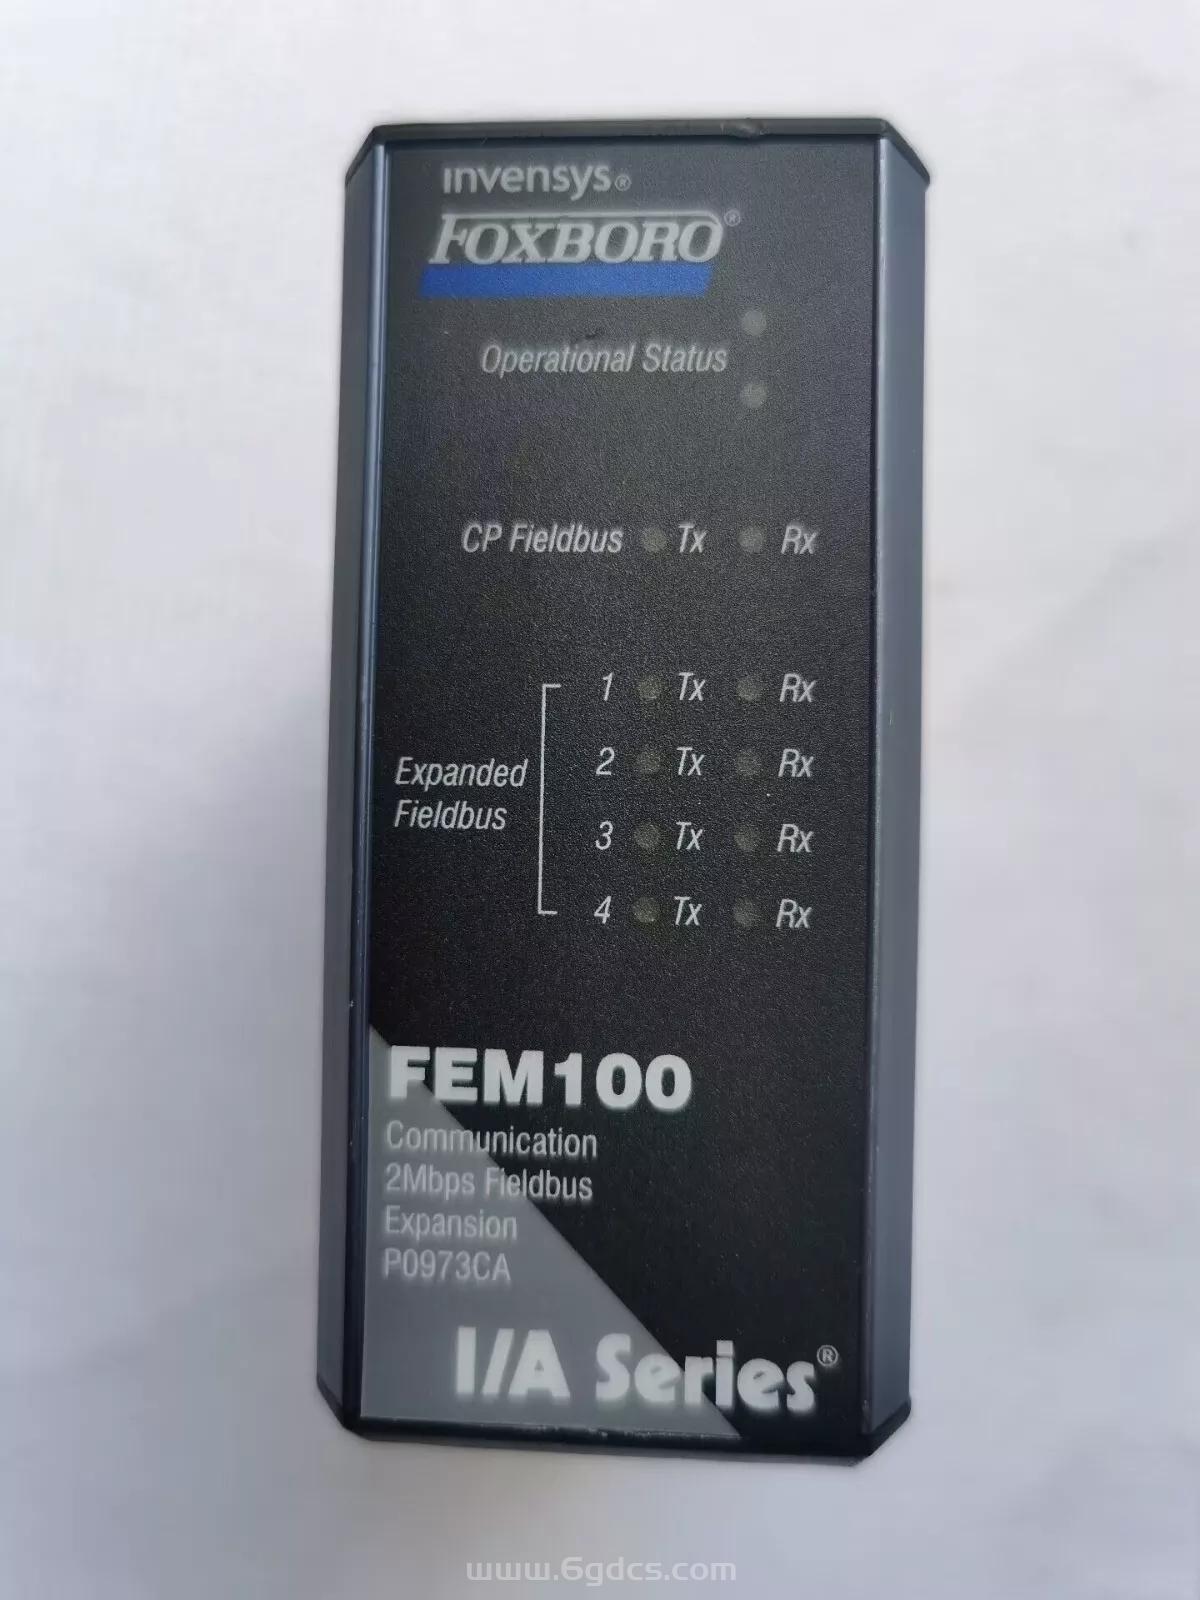 invensys®
FOXBORO®
Operational Status
CP Fieldbus Tx Rx
1 Tx Rx
2 Tx Rx
Expanded
Fieldbus
3 Tx Rx
4 Tx Rx
FEM100
Communication
2Mbps Fieldbus
Expansion
P0973CA
I/A Series®
www.6gdcs.com